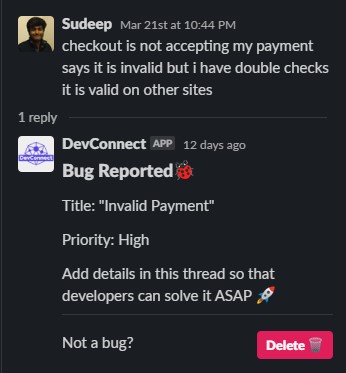 Sudeep Mar 21st at 10:44 PM
checkout is not accepting my payment
says it is invalid but i have double checks
it is valid on other sites
1 reply
DevConnect
DevConnect APP 12 days ago
Bug Reported🐞
Title: "Invalid Payment"
Priority: High
Add details in this thread so that
developers can solve it ASAP 🚀
Not a bug?
Delete 🗑️